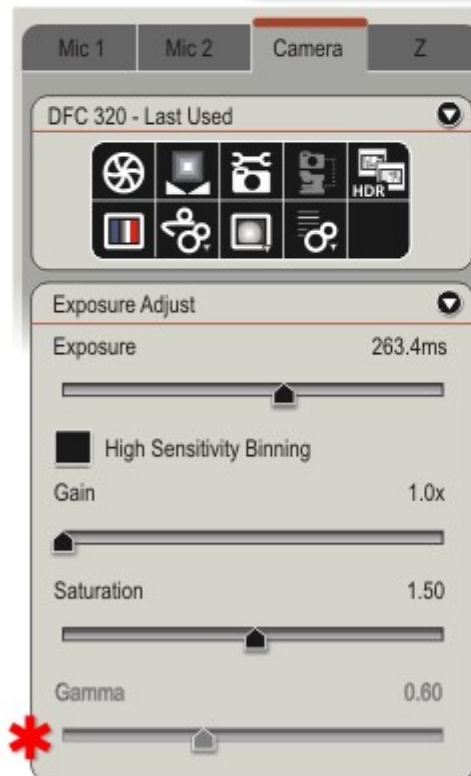 Mic 1 Mic 2 Camera Z
DFC 320 - Last Used
HDR
Exposure Adjust
Exposure 263.4ms
High Sensitivity Binning
Gain 1.0x
Saturation 1.50
Gamma 0.60